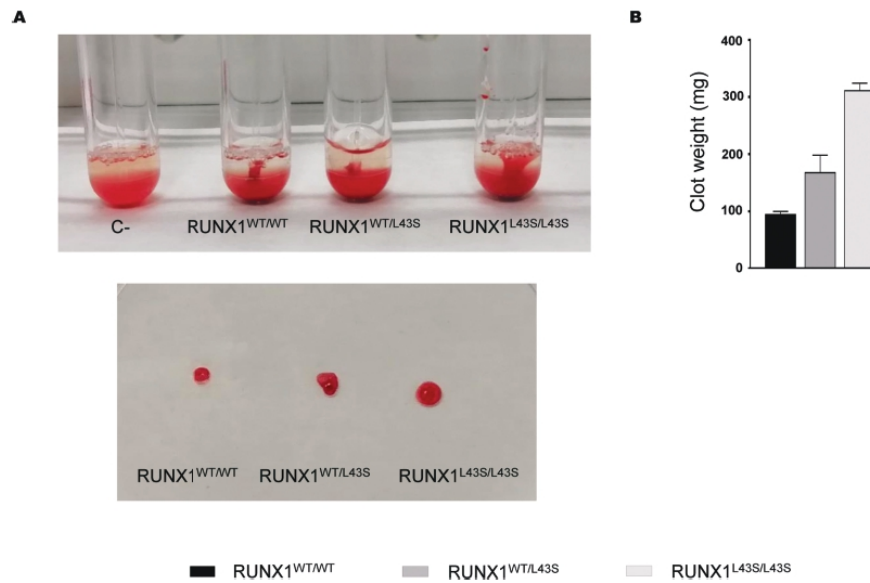 A
B
C-
RUNX1WT/WT
RUNX1WT/L43S
RUNX1L43S/L43S
RUNX1WT/WT
RUNX1WT/L43S
RUNX1L43S/L43S
Clot weight (mg)
400
300
200
100
0
RUNX1WT/WT
RUNX1WT/L43S
RUNX1L43S/L43S